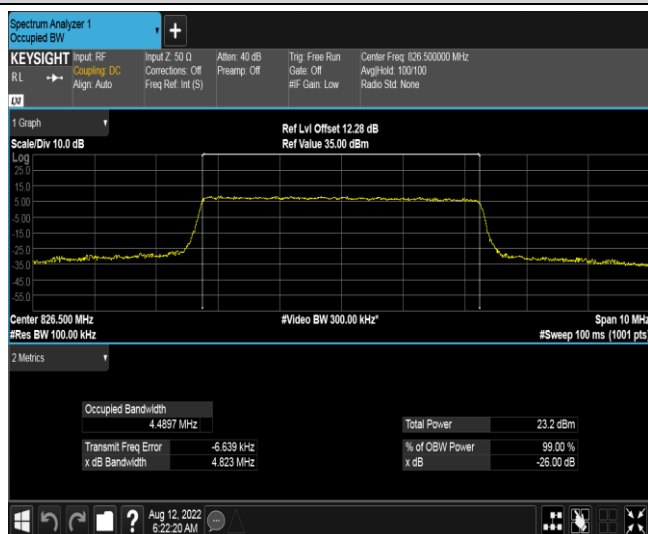 Spectrum Analyzer 1
Occupied BW
+
KEYSIGHT Input: RF Input Z: 50 Ω Atten: 40 dB Trig: Free Run Center Freq: 826.500000 MHz
RL Coupling: DC Corrections: Off Preamp: Off Gate: Off Avg|Hold: 100/100
Align: Auto Freq Ref: Int (S) #IF Gain: Low Radio Std: None
LXI
1 Graph
Ref Lvl Offset 12.28 dB
Scale/Div 10.0 dB Ref Value 35.00 dBm
Log
25.0
15.0
5.00
-5.00
-15.0
-25.0
-35.0
-45.0
-55.0
Center 826.500 MHz #Video BW 300.00 kHz* Span 10 MHz
#Res BW 100.00 kHz #Sweep 100 ms (1001 pts)
2 Metrics
Occupied Bandwidth
4.4897 MHz Total Power 23.2 dBm
Transmit Freq Error -6.639 kHz % of OBW Power 99.00 %
x dB Bandwidth 4.823 MHz x dB -26.00 dB
? Aug 12, 2022
6:22:20 AM